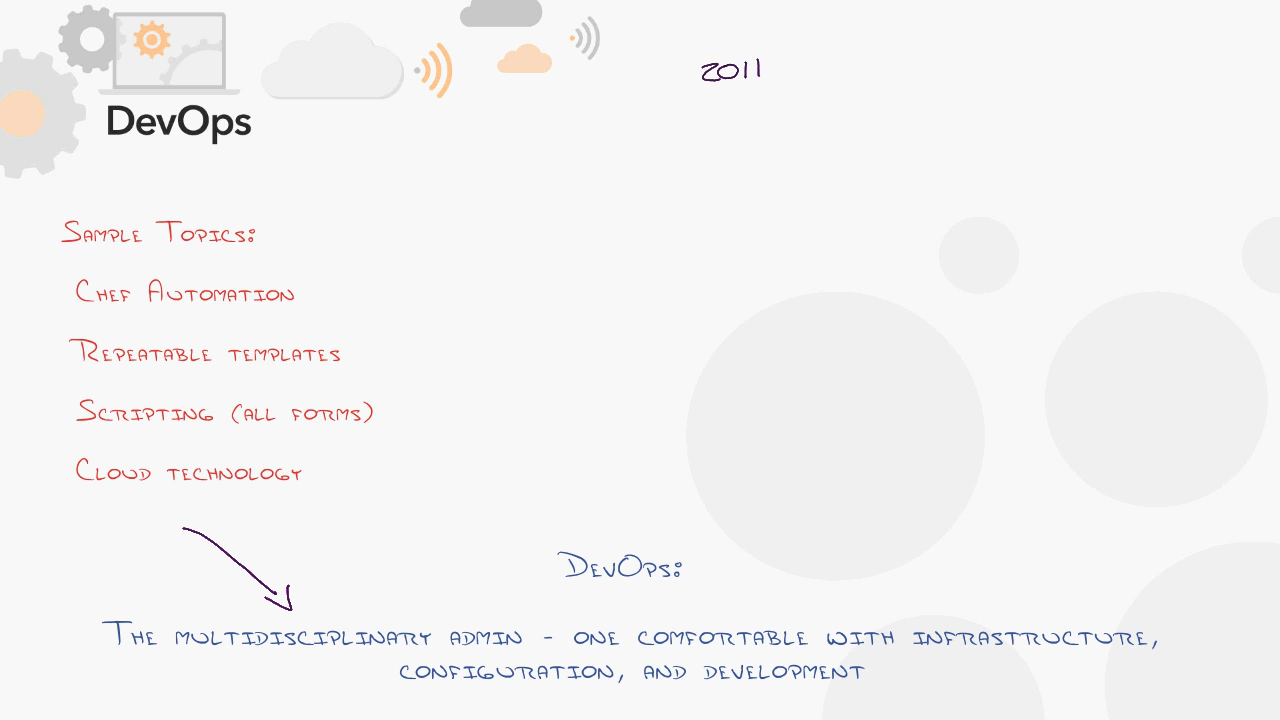 2011
DevOps
Sample Topics:
Chef Automation
Repeatable templates
Scripting (all forms)
Cloud technology
DevOps:
The multidisciplinary admin - one comfortable with infrastructure,
configuration, and development